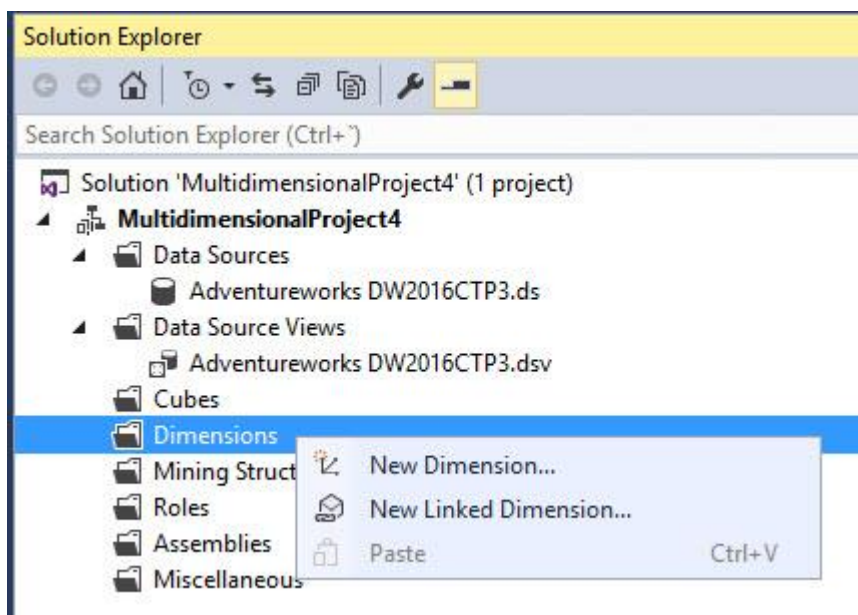 Solution Explorer
Search Solution Explorer (Ctrl+`)
Solution 'MultidimensionalProject4' (1 project)
MultidimensionalProject4
Data Sources
Adventureworks DW2016CTP3.ds
Data Source Views
Adventureworks DW2016CTP3.dsv
Cubes
Dimensions
New Dimension...
Mining Struct
New Linked Dimension...
Roles
Assemblies
Paste Ctrl+V
Miscellaneous